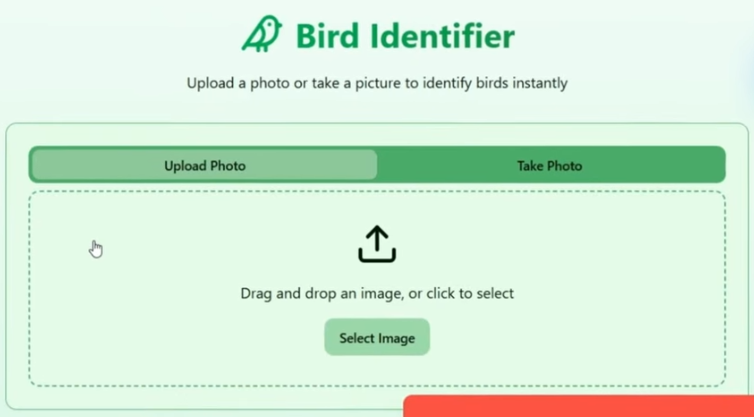 Bird Identifier
Upload a photo or take a picture to identify birds instantly
Upload Photo
Take Photo
Drag and drop an image, or click to select
Select Image